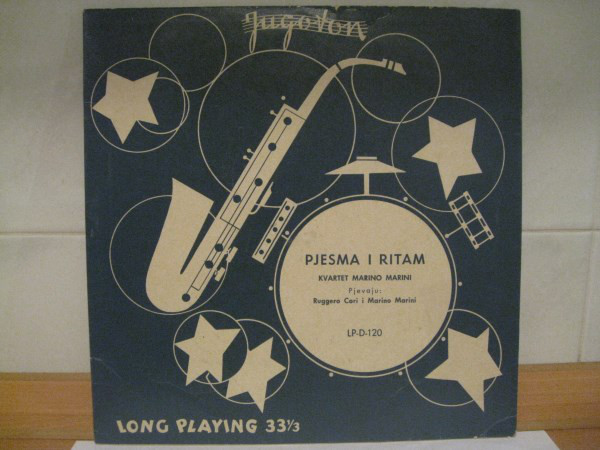 Jugoton
PJESMA I RITAM
KVARTET MARINO MARINI
Pjevaju:
Ruggero Cori i Marino Marini
LP-D-120
LONG PLAYING 33⅓